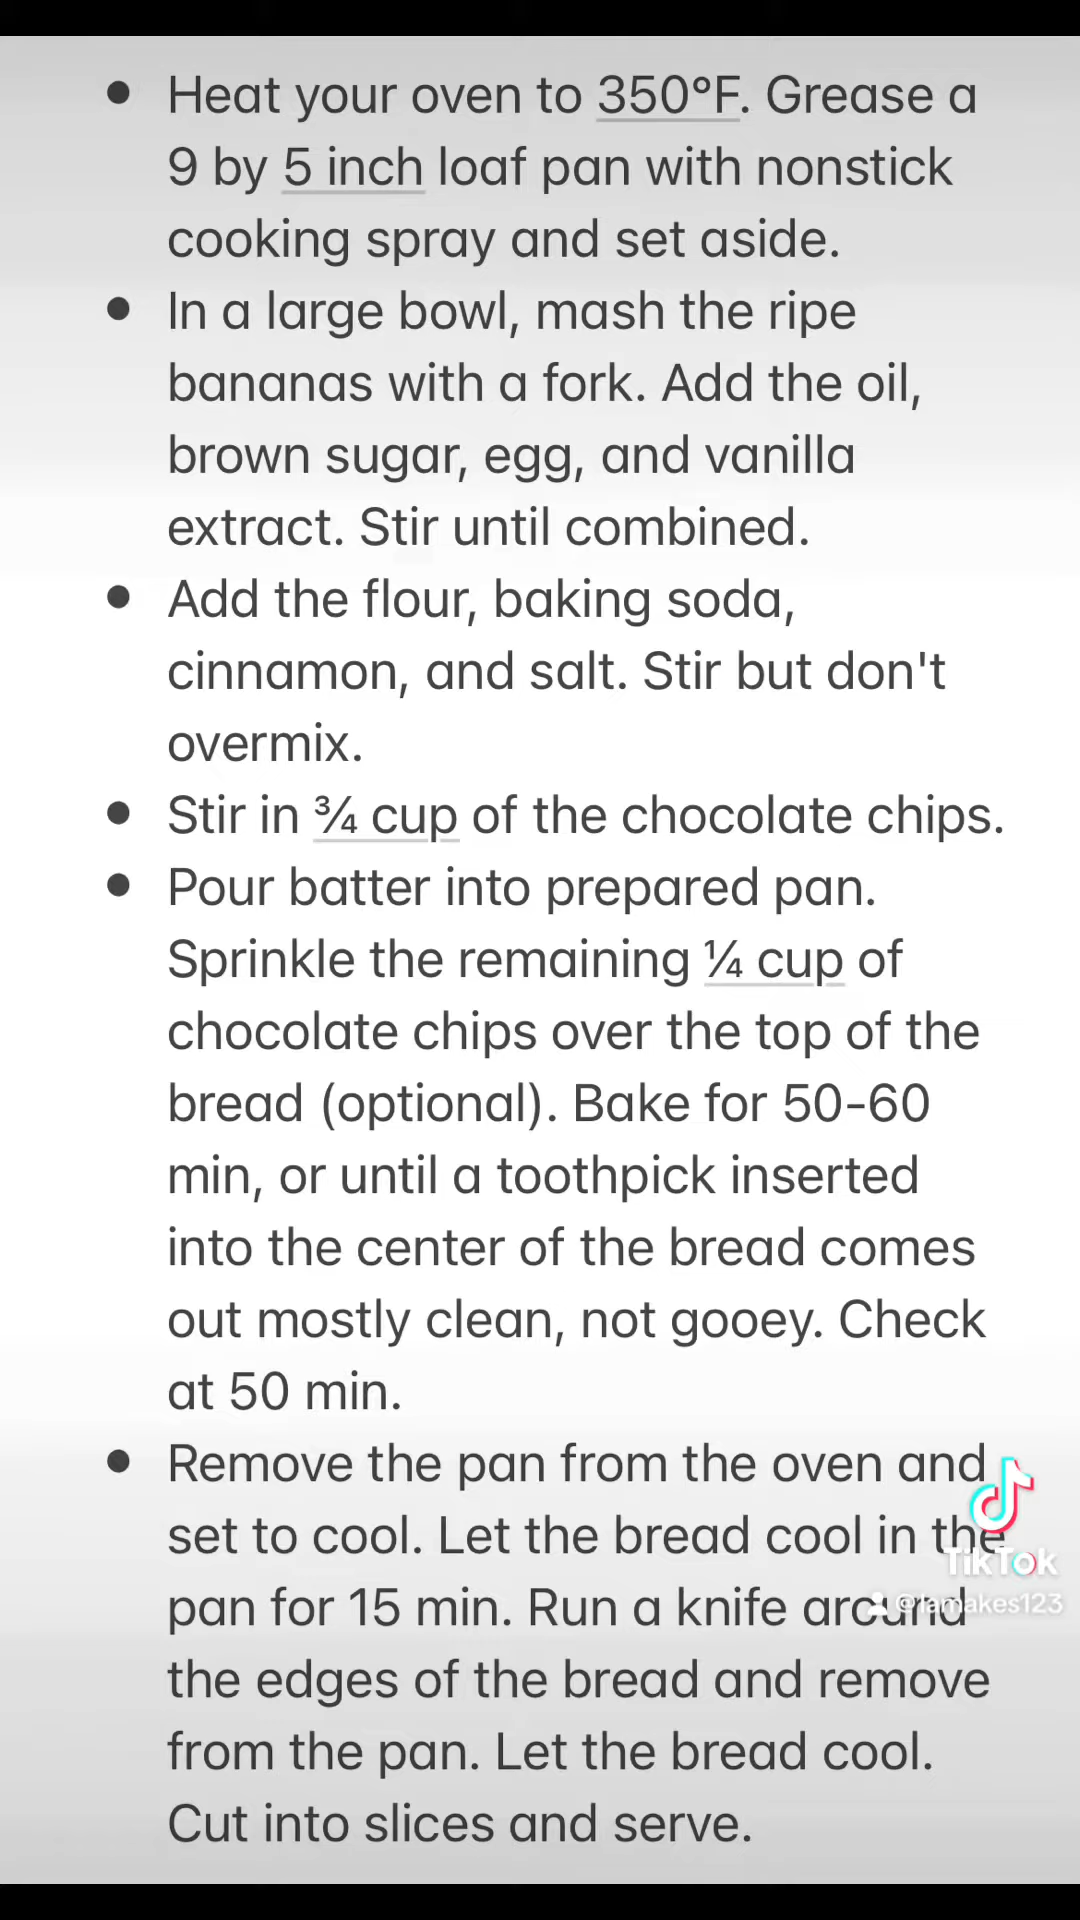 • Heat your oven to 350°F. Grease a
9 by 5 inch loaf pan with nonstick
cooking spray and set aside.
• In a large bowl, mash the ripe
bananas with a fork. Add the oil,
brown sugar, egg, and vanilla
extract. Stir until combined.
• Add the flour, baking soda,
cinnamon, and salt. Stir but don't
overmix.
• Stir in ¾ cup of the chocolate chips.
• Pour batter into prepared pan.
Sprinkle the remaining ¼ cup of
chocolate chips over the top of the
bread (optional). Bake for 50-60
min, or until a toothpick inserted
into the center of the bread comes
out mostly clean, not gooey. Check
at 50 min.
• Remove the pan from the oven and
set to cool. Let the bread cool in the
TikTok
pan for 15 min. Run a knife around
the edges of the bread and remove
from the pan. Let the bread cool.
Cut into slices and serve.